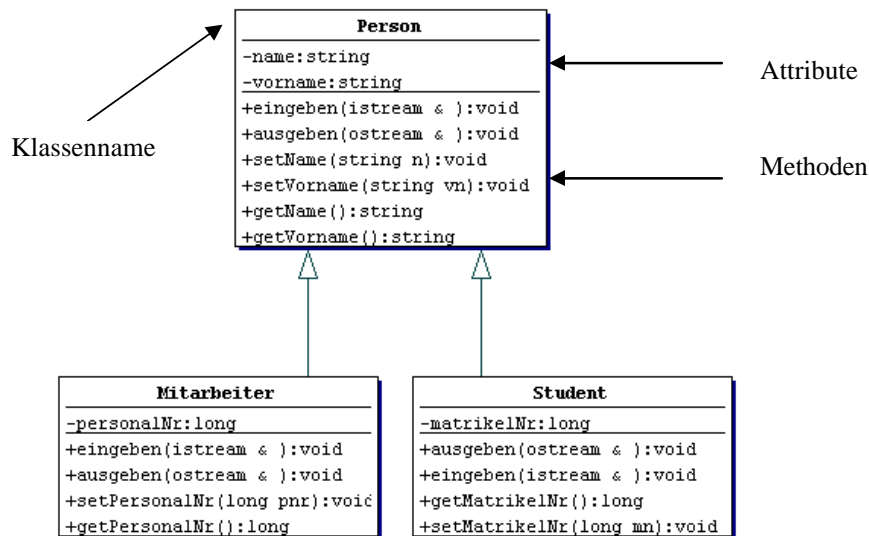 Person
-name:string
-vorname:string
+eingeben(istream & ):void
+ausgeben(ostream & ):void
+setName(string n):void
+setVorname(string vn):void
+getName():string
+getVorname():string
Attribute
Klassenname
Methoden
Mitarbeiter
-personalNr:long
+eingeben(istream & ):void
+ausgeben(ostream & ):void
+setPersonalNr(long pnr):void
+getPersonalNr():long
Student
-matrikelNr:long
+ausgeben(ostream & ):void
+eingeben(istream & ):void
+getMatrikelNr():long
+setMatrikelNr(long mn):void